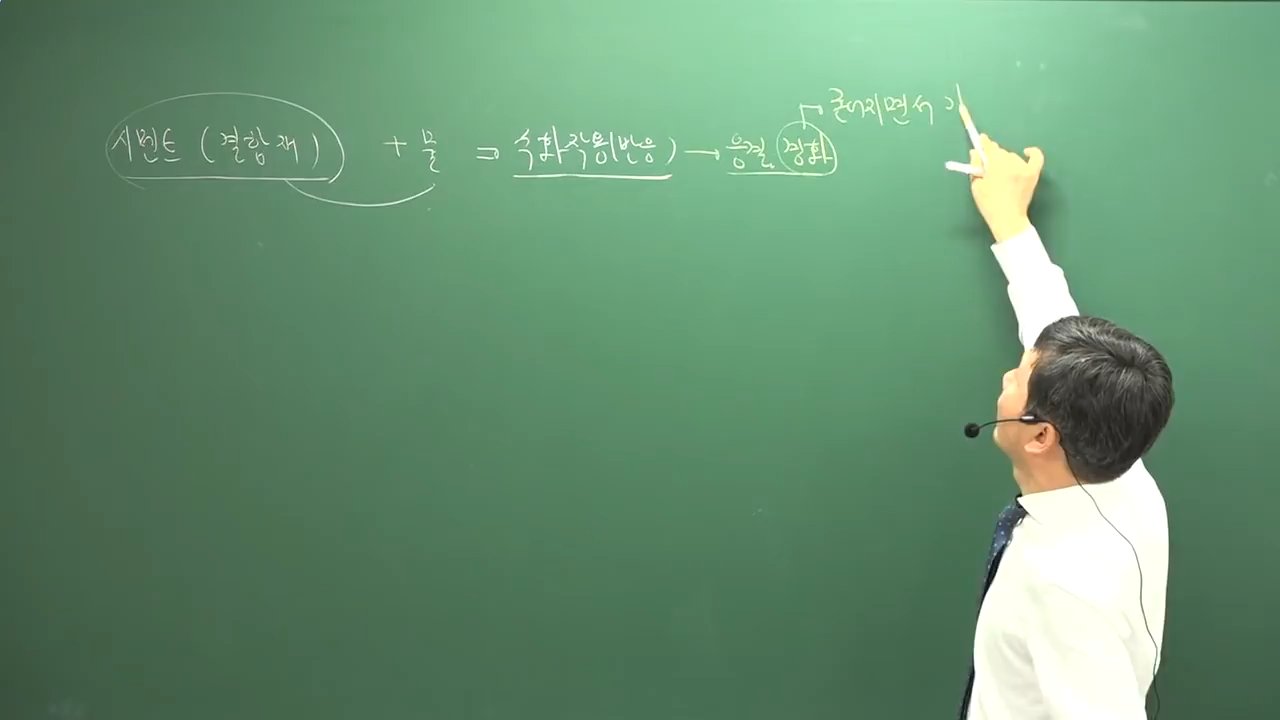 굳어지면서
시멘트 (결합재) + 물 ⇒ 수화작용(반응) → 응결, 경화